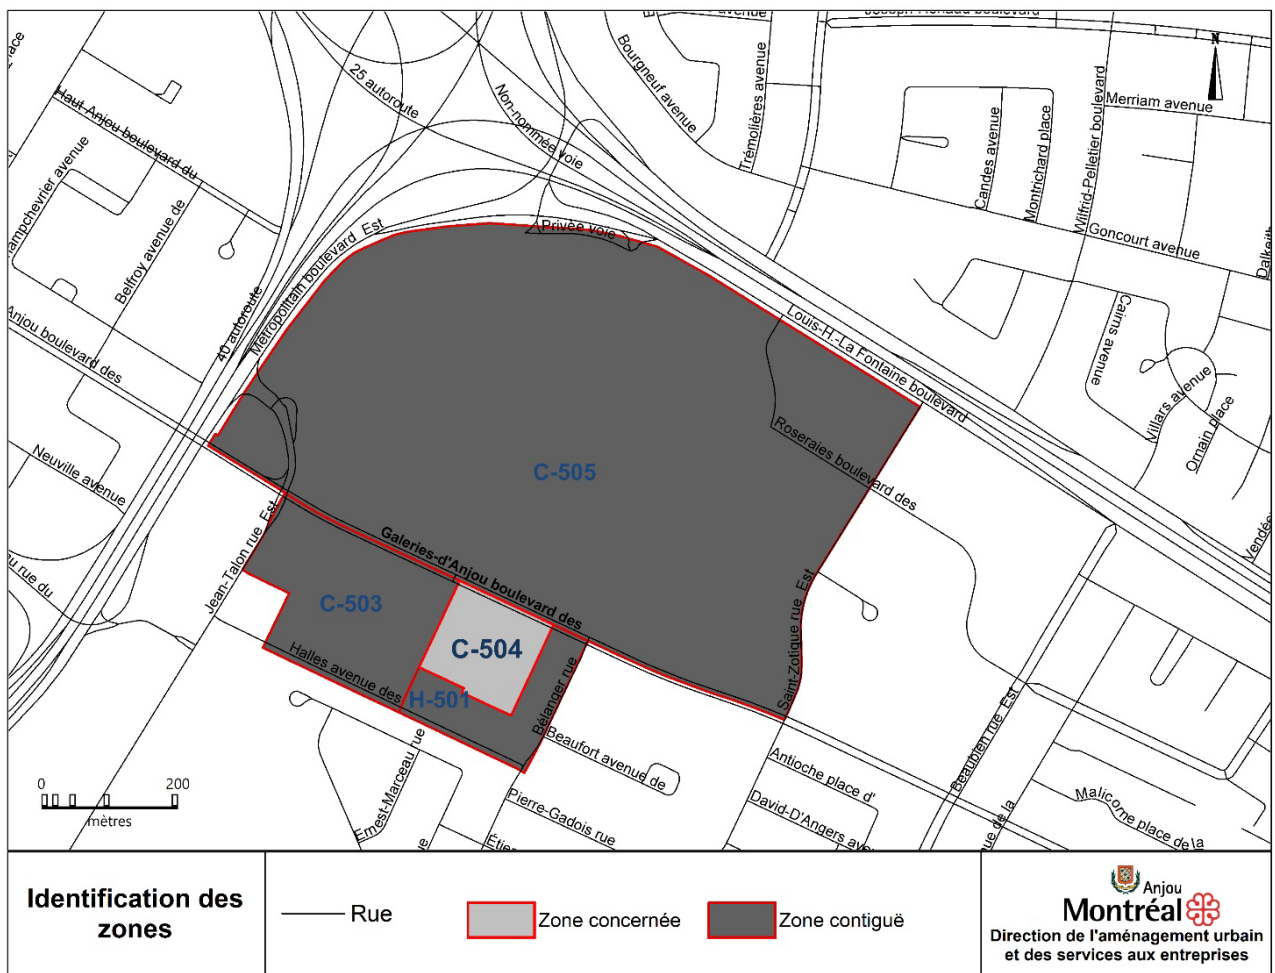 Joseph-Renaud boulevard
N
place
Haut-Anjou boulevard du
25 autoroute
Non-nommée voie
Bourgneuf avenue
Trémolières avenue
Merriam avenue
Candes avenue
Montrichard place
Wilfrid-Pelletier boulevard
Goncourt avenue
Dalkeith
Belfroy avenue de
Métropolitain boulevard Est
Privée voie
40 autoroute
Anjou boulevard des
Louis-H.-La Fontaine boulevard
Cairns avenue
Villars avenue
Ornain place
Roseraies boulevard des
Neuville avenue
C-505
Jean-Talon rue Est
Galeries-d'Anjou boulevard des
C-503
C-504
H-501
Halles avenue des
Bélanger rue
Saint-Zotique rue Est
Beaubien rue Est
Beaufort avenue de
Antioche place d'
Ernest-Marceau rue
Pierre-Gadois rue
David-D'Angers
Malicorne place de la
0 200
mètres
Identification des
zones
Rue
Zone concernée
Zone contiguë
Anjou
Montréal
Direction de l'aménagement urbain
et des services aux entreprises